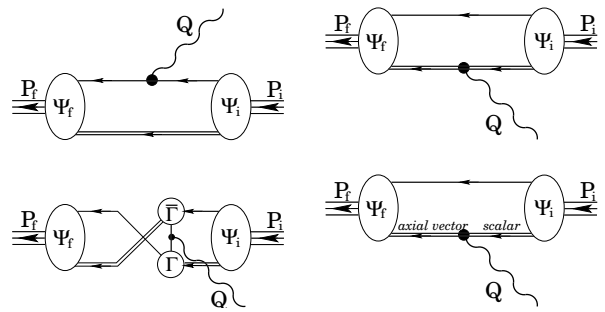 Q
P_f Ψ_f Ψ_i P_i
P_f Ψ_f Ψ_i P_i
Q
Γ̅
P_f Ψ_f Ψ_i P_i
Γ
Q
P_f Ψ_f Ψ_i P_i
axial vector scalar
Q